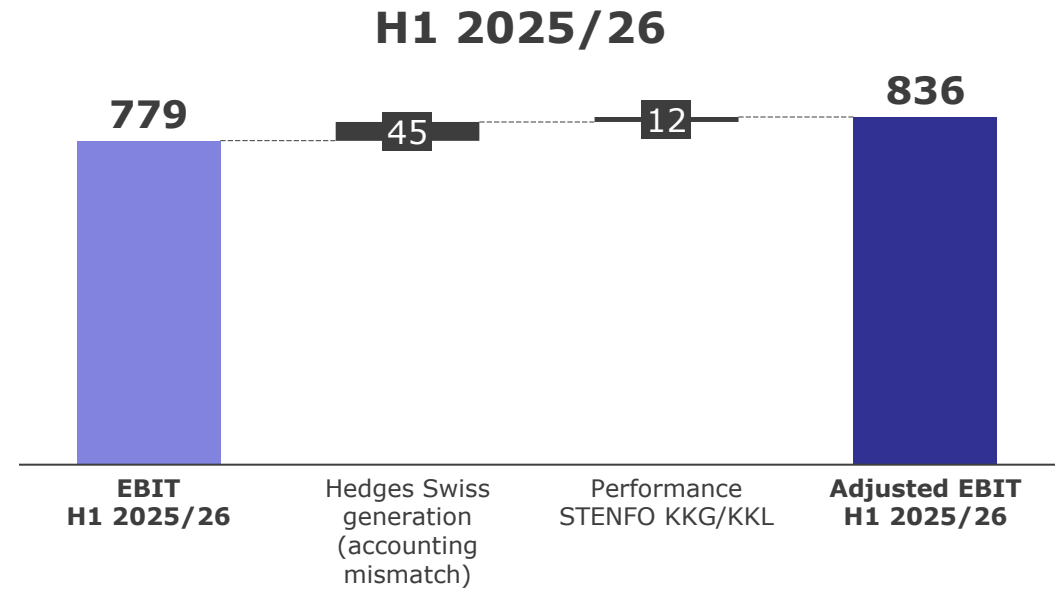 H1 2025/26
779
45
12
836
EBIT
H1 2025/26
Hedges Swiss
generation
(accounting
mismatch)
Performance
STENFO KKG/KKL
Adjusted EBIT
H1 2025/26